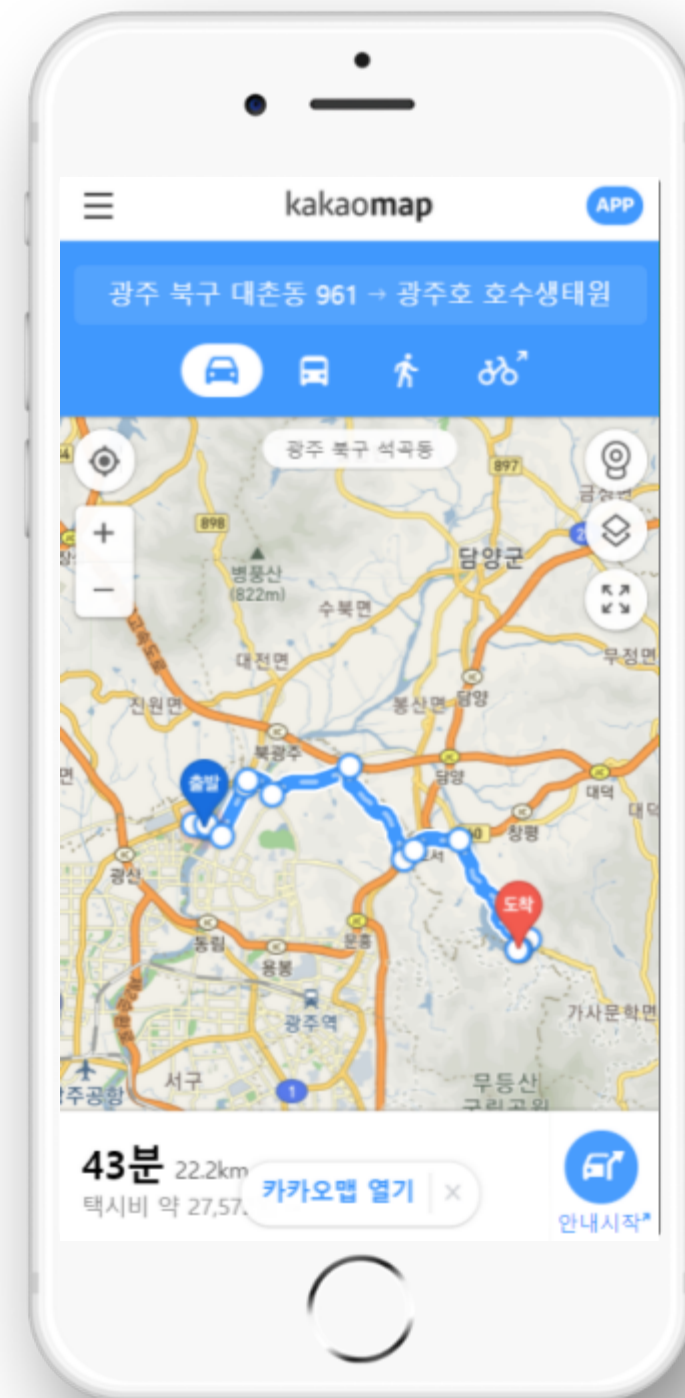 kakaomap
APP
광주 북구 대촌동 961 → 광주호 호수생태원
광주 북구 석곡동
897
898
병풍산
(822m)
담양군
수북면
대전면
무정면
진원면
봉산면
담양
북광주
담양
출발
대덕
창평
광산
도착
동림
용봉
문흥
광주역
가사문학면
서구
1
무등산
43분 22.2km
택시비 약 27,57
카카오맵 열기
안내시작